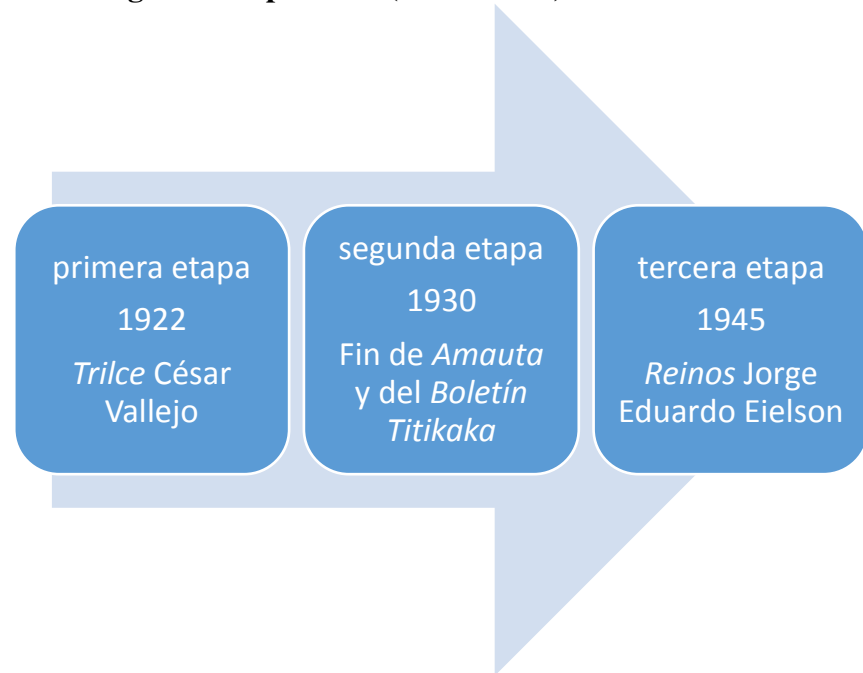 primera etapa
1922
Trilce César
Vallejo
segunda etapa
1930
Fin de Amauta
y del Boletín
Titikaka
tercera etapa
1945
Reinos Jorge
Eduardo Eielson